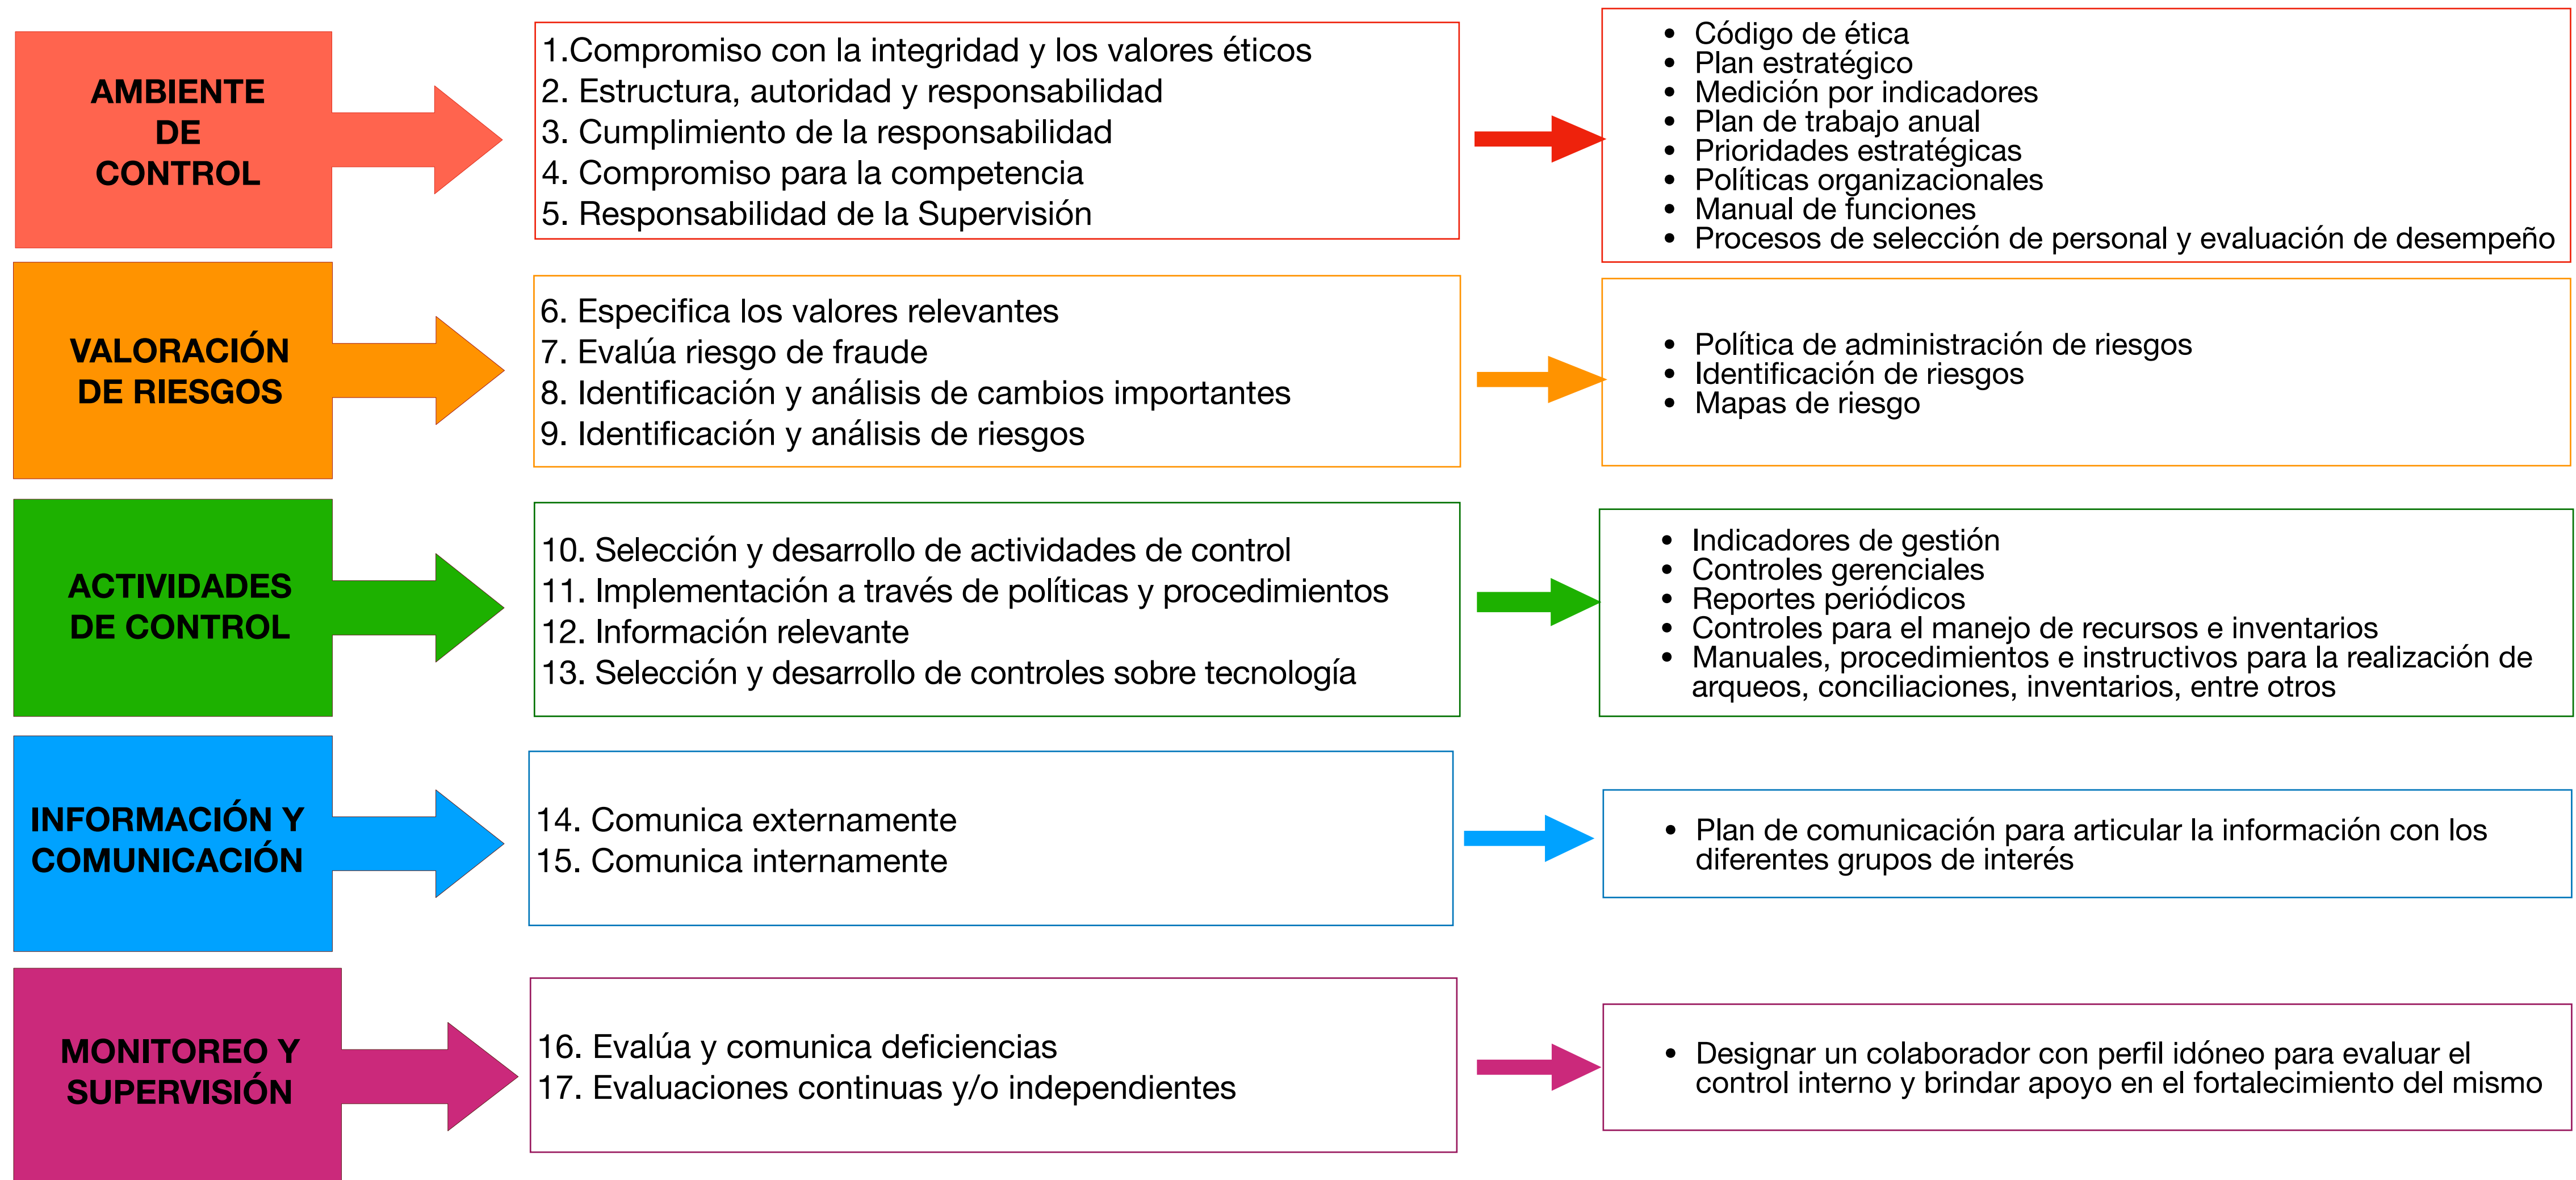 AMBIENTE
DE
CONTROL
1.Compromiso con la integridad y los valores éticos
2. Estructura, autoridad y responsabilidad
3. Cumplimiento de la responsabilidad
4. Compromiso para la competencia
5. Responsabilidad de la Supervisión
• Código de ética
• Plan estratégico
• Medición por indicadores
• Plan de trabajo anual
• Prioridades estratégicas
• Políticas organizacionales
• Manual de funciones
• Procesos de selección de personal y evaluación de desempeño
VALORACIÓN
DE RIESGOS
6. Especifica los valores relevantes
7. Evalúa riesgo de fraude
8. Identificación y análisis de cambios importantes
9. Identificación y análisis de riesgos
• Política de administración de riesgos
• Identificación de riesgos
• Mapas de riesgo
ACTIVIDADES
DE CONTROL
10. Selección y desarrollo de actividades de control
11. Implementación a través de políticas y procedimientos
12. Información relevante
13. Selección y desarrollo de controles sobre tecnología
• Indicadores de gestión
• Controles gerenciales
• Reportes periódicos
• Controles para el manejo de recursos e inventarios
• Manuales, procedimientos e instructivos para la realización de
arqueos, conciliaciones, inventarios, entre otros
INFORMACIÓN Y
COMUNICACIÓN
14. Comunica externamente
15. Comunica internamente
• Plan de comunicación para articular la información con los
diferentes grupos de interés
MONITOREO Y
SUPERVISIÓN
16. Evalúa y comunica deficiencias
17. Evaluaciones continuas y/o independientes
• Designar un colaborador con perfil idóneo para evaluar el
control interno y brindar apoyo en el fortalecimiento del mismo